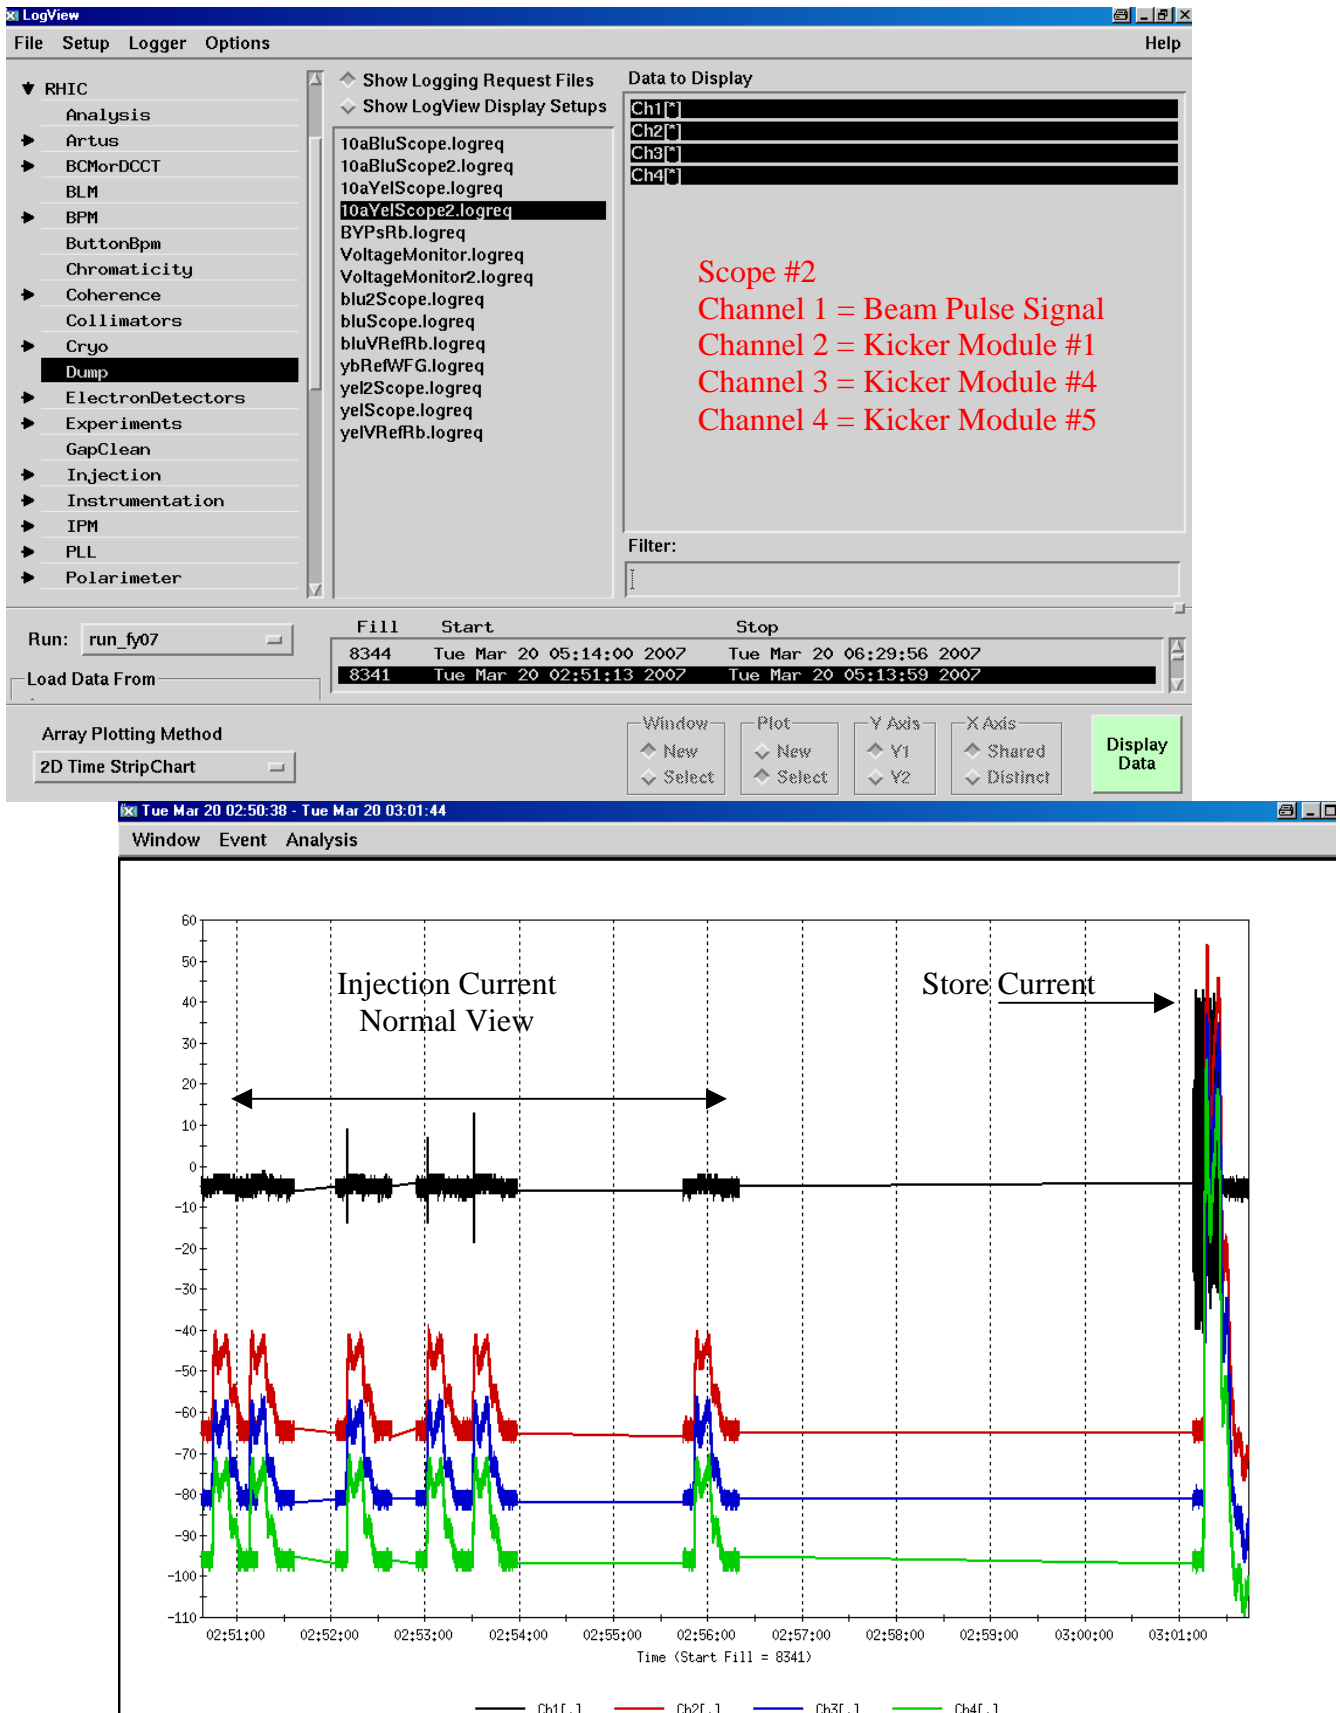 LogView
File Setup Logger Options Help
RHIC
Analysis
Artus
BCMorDCCT
BLM
BPM
ButtonBpm
Chromaticity
Coherence
Collimators
Cryo
Dump
ElectronDetectors
Experiments
GapClean
Injection
Instrumentation
IPM
PLL
Polarimeter
Show Logging Request Files
Show LogView Display Setups
10aBluScope.logreq
10aBluScope2.logreq
10aYelScope.logreq
10aYelScope2.logreq
BYPsRb.logreq
VoltageMonitor.logreq
VoltageMonitor2.logreq
blu2Scope.logreq
bluScope.logreq
bluVRefRb.logreq
ybRefWFG.logreq
yel2Scope.logreq
yelScope.logreq
yelVRefRb.logreq
Data to Display
Ch1[*]
Ch2[*]
Ch3[*]
Ch4[*]
Scope #2
Channel 1 = Beam Pulse Signal
Channel 2 = Kicker Module #1
Channel 3 = Kicker Module #4
Channel 4 = Kicker Module #5
Filter:
Run: run_fy07
Load Data From
Fill Start Stop
8344 Tue Mar 20 05:14:00 2007 Tue Mar 20 06:29:56 2007
8341 Tue Mar 20 02:51:13 2007 Tue Mar 20 05:13:59 2007
Array Plotting Method
2D Time StripChart
Window
New
Select
Plot
New
Select
Y Axis
Y1
Y2
X Axis
Shared
Distinct
Display
Data
Tue Mar 20 02:50:38 - Tue Mar 20 03:01:44
Window Event Analysis
60
50
40
30
20
10
0
-10
-20
-30
-40
-50
-60
-70
-80
-90
-100
-110
Injection Current
Normal View
Store Current
02:51:00 02:52:00 02:53:00 02:54:00 02:55:00 02:56:00 02:57:00 02:58:00 02:59:00 03:00:00 03:01:00
Time (Start Fill = 8341)
Ch1[.] Ch2[.] Ch3[.] Ch4[.]